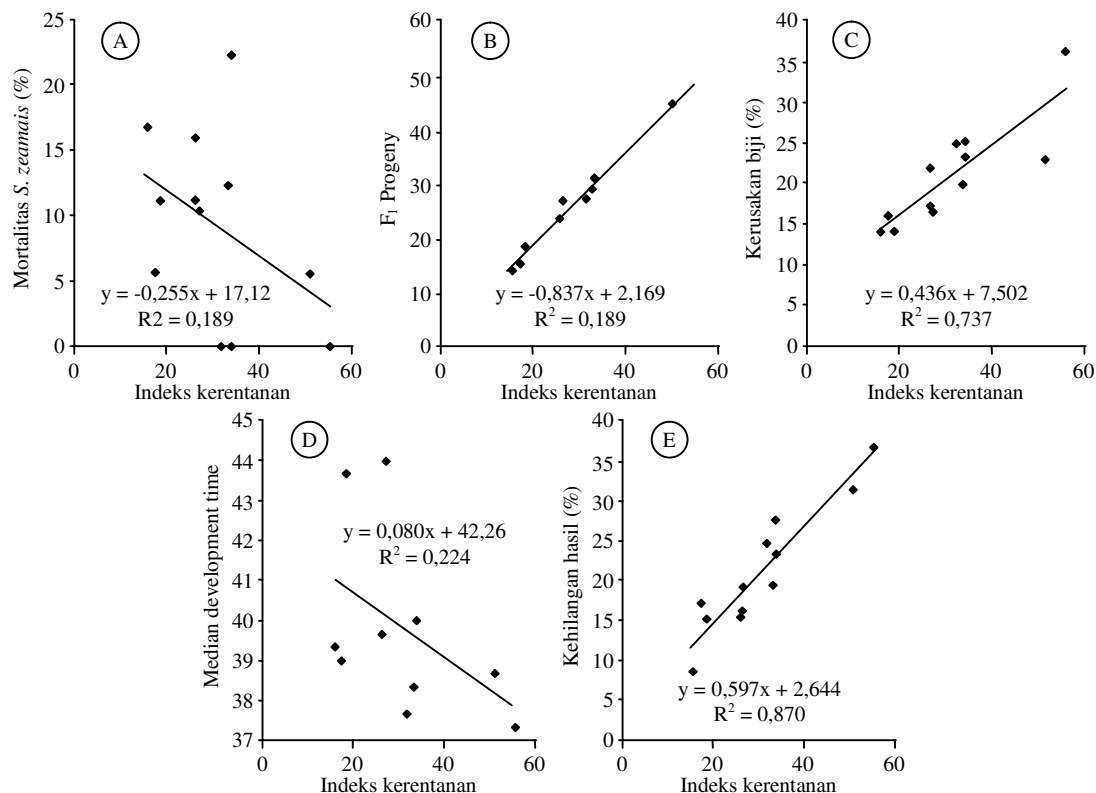 A
Mortalitas S. zeamais (%)
25
20
15
10
5
0
y = -0,255x + 17,12
R2 = 0,189
0 20 40 60
Indeks kerentanan
B
F₁ Progeny
60
50
40
30
20
10
0
y = -0,837x + 2,169
R² = 0,189
0 20 40 60
Indeks kerentanan
C
Kerusakan biji (%)
40
35
30
25
20
15
10
5
0
y = 0,436x + 7,502
R² = 0,737
0 20 40 60
Indeks kerentanan
D
Median development time
45
44
43
42
41
40
39
38
37
y = 0,080x + 42,26
R² = 0,224
0 20 40 60
Indeks kerentanan
E
Kehilangan hasil (%)
40
35
30
25
20
15
10
5
0
y = 0,597x + 2,644
R² = 0,870
0 20 40 60
Indeks kerentanan